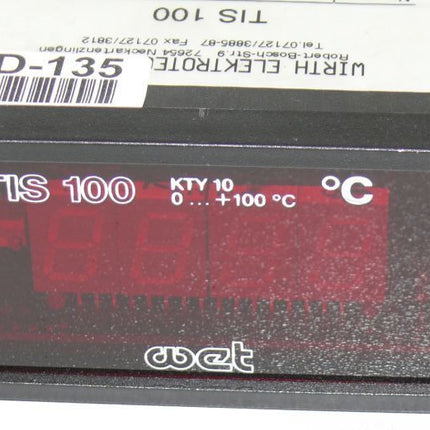 TIS 100
Tel.07127/3885-87 Fax 07127/3812
Robert-Bosch-Str.9 72654 Neckartenzlingen
WIRTH ELEKTROTEC
D-135
TIS 100 KTY 10 °C
0 ... +100 °C
wet